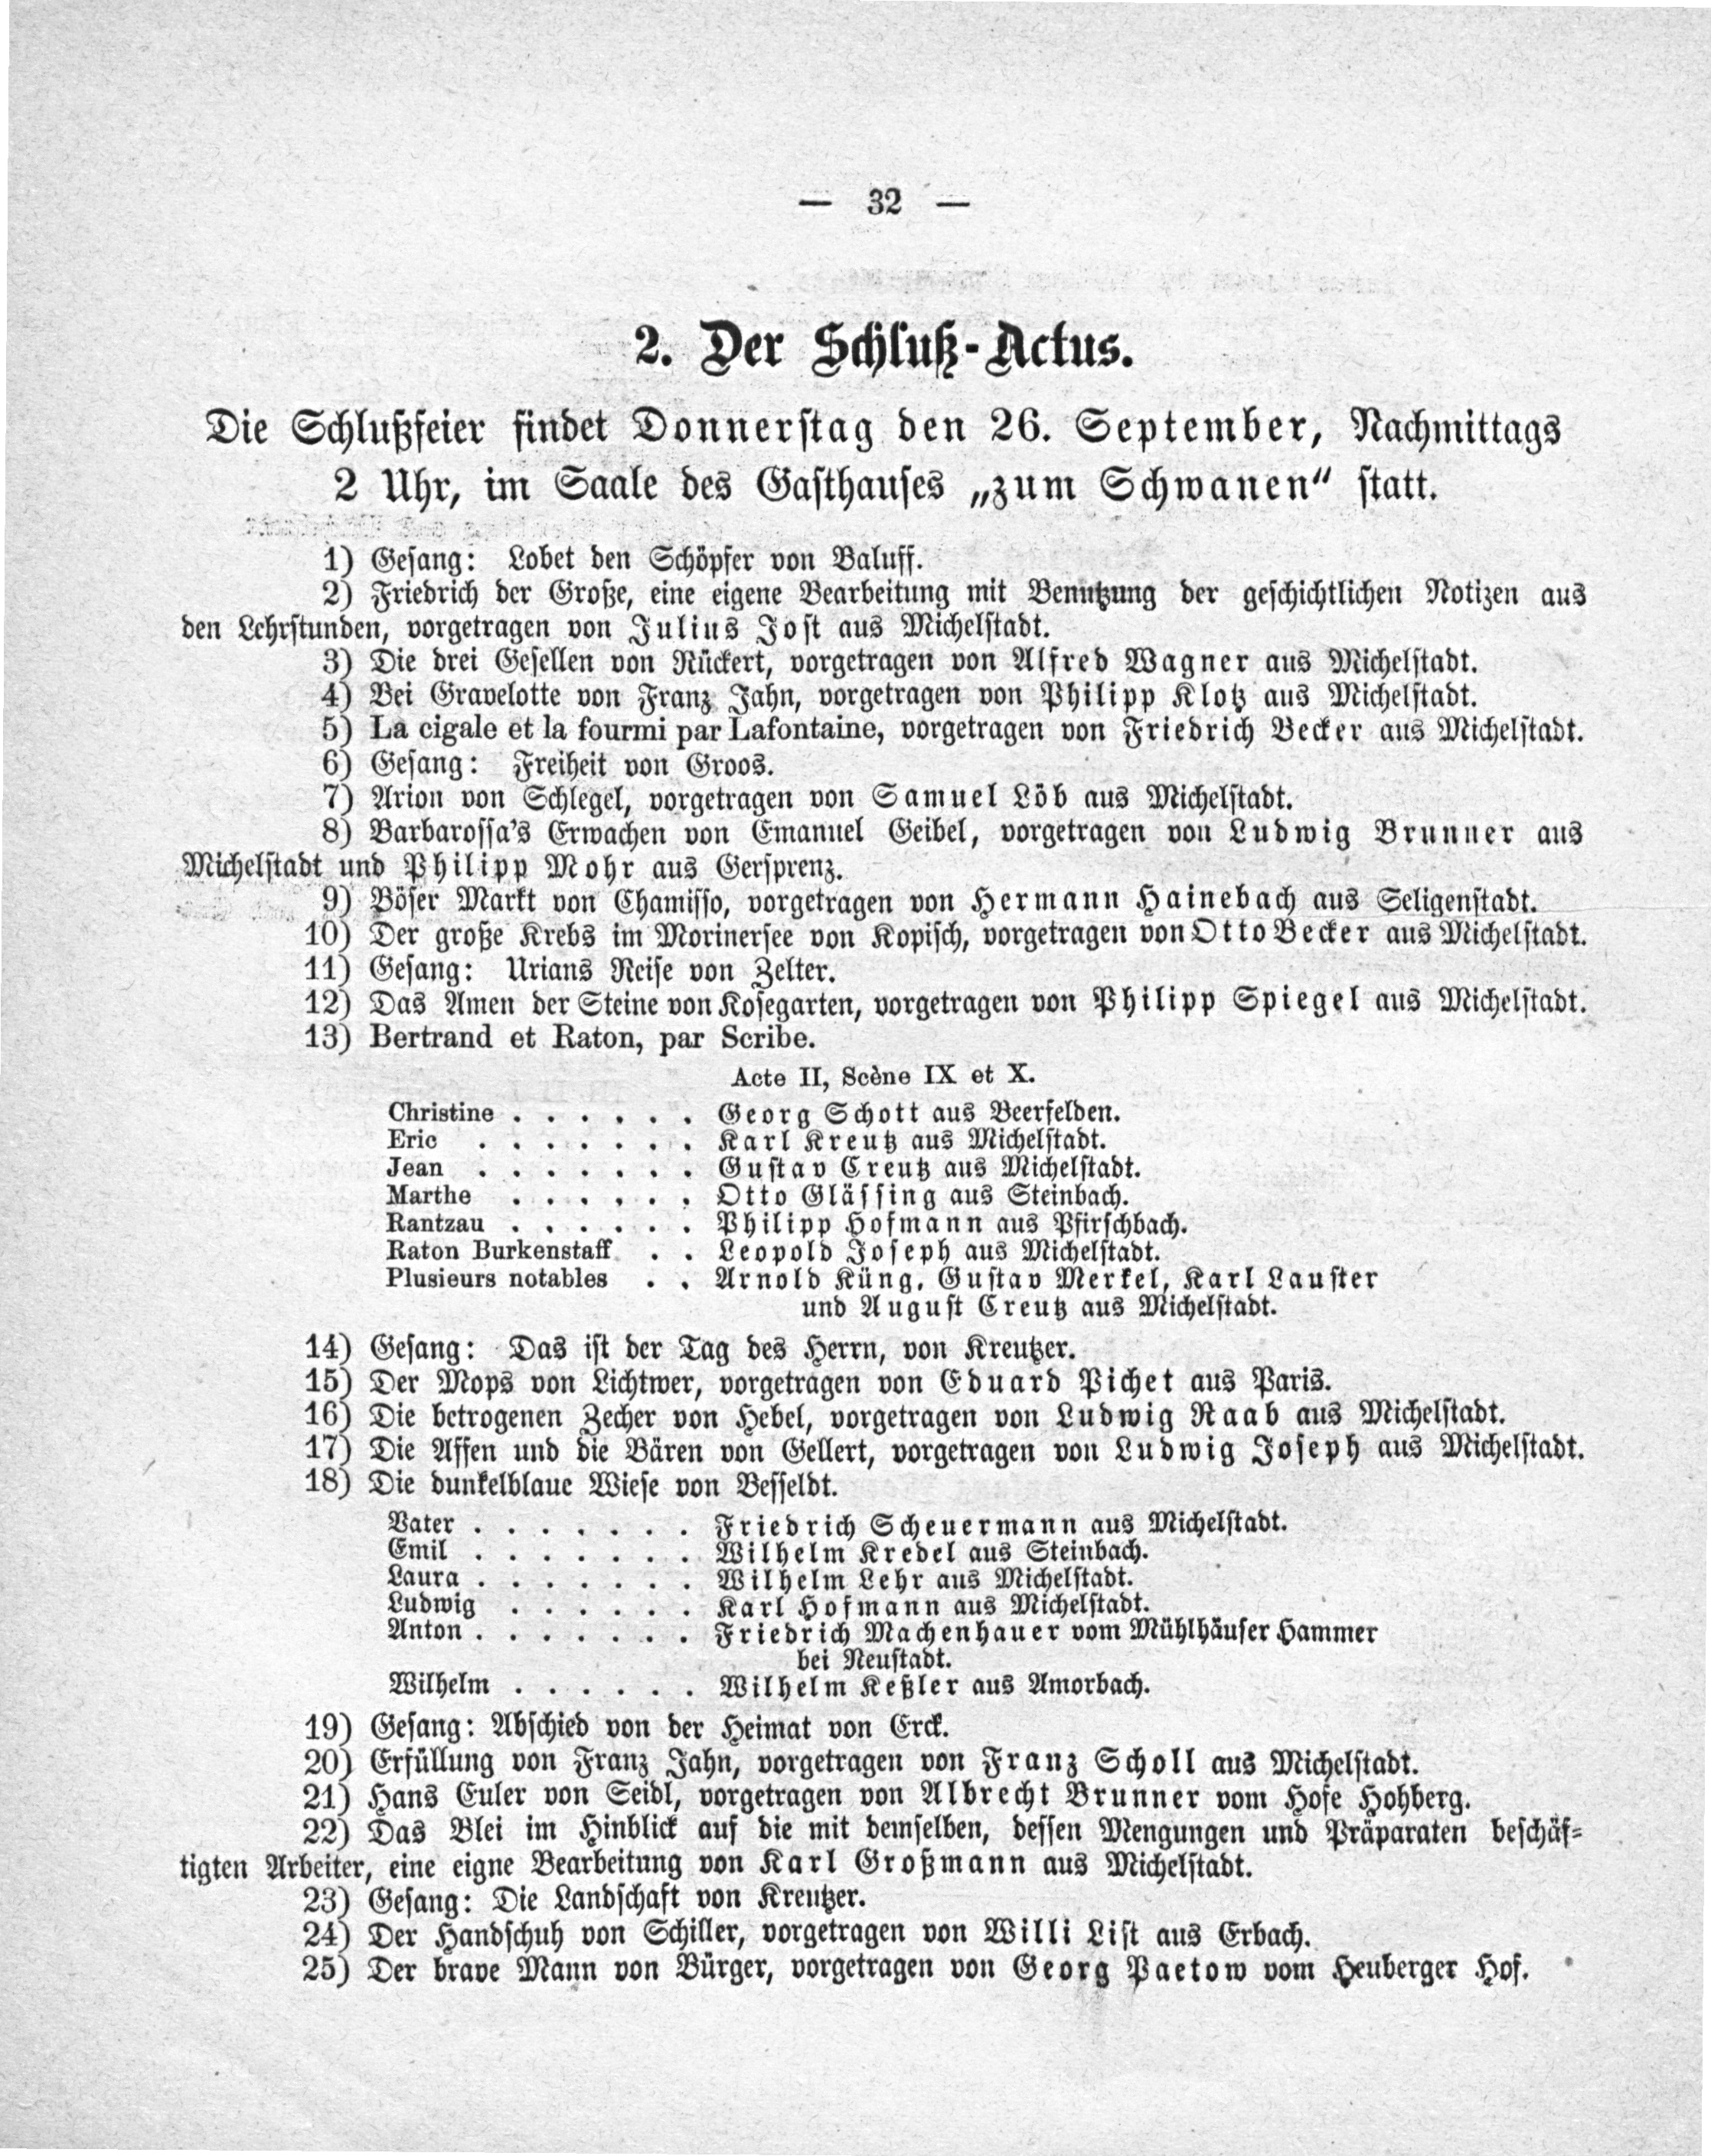 — 32 —
2. Der Schluß-Actus.
Die Schlußfeier findet Donnerstag den 26. September, Nachmittags
2 Uhr, im Saale des Gasthauses „zum Schwanen“ statt.
1) Gesang: Lobet den Schöpfer von Baluff.
2) Friedrich der Große, eine eigene Bearbeitung mit Benutzung der geschichtlichen Notizen aus
den Lehrstunden, vorgetragen von Julius Jost aus Michelstadt.
3) Die drei Gesellen von Rückert, vorgetragen von Alfred Wagner aus Michelstadt.
4) Bei Gravelotte von Franz Jahn, vorgetragen von Philipp Klotz aus Michelstadt.
5) La cigale et la fourmi par Lafontaine, vorgetragen von Friedrich Becker aus Michelstadt.
6) Gesang: Freiheit von Groos.
7) Arion von Schlegel, vorgetragen von Samuel Löb aus Michelstadt.
8) Barbarossa's Erwachen von Emanuel Geibel, vorgetragen von Ludwig Brunner aus
Michelstadt und Philipp Mohr aus Gersprenz.
9) Böser Markt von Chamisso, vorgetragen von Hermann Hainebach aus Seligenstadt.
10) Der große Krebs im Morinersee von Kopisch, vorgetragen von Otto Becker aus Michelstadt.
11) Gesang: Urians Reise von Zelter.
12) Das Amen der Steine von Kosegarten, vorgetragen von Philipp Spiegel aus Michelstadt.
13) Bertrand et Raton, par Scribe.
Acte II, Scène IX et X.
Christine . . . . . . Georg Schott aus Beerfelden.
Eric . . . . . . . Karl Kreutz aus Michelstadt.
Jean . . . . . . . Gustav Creutz aus Michelstadt.
Marthe . . . . . . Otto Glässing aus Steinbach.
Rantzau . . . . . . Philipp Hofmann aus Pfirschbach.
Raton Burkenstaff . . Leopold Joseph aus Michelstadt.
Plusieurs notables . . Arnold Küng, Gustav Merkel, Karl Lauster
und August Creutz aus Michelstadt.
14) Gesang: Das ist der Tag des Herrn, von Kreutzer.
15) Der Mops von Lichtwer, vorgetragen von Eduard Pichet aus Paris.
16) Die betrogenen Zecher von Hebel, vorgetragen von Ludwig Raab aus Michelstadt.
17) Die Affen und die Bären von Gellert, vorgetragen von Ludwig Joseph aus Michelstadt.
18) Die dunkelblaue Wiese von Besseldt.
Vater . . . . . . . Friedrich Scheuermann aus Michelstadt.
Emil . . . . . . . Wilhelm Kredel aus Steinbach.
Laura . . . . . . . Wilhelm Lehr aus Michelstadt.
Ludwig . . . . . . Karl Hofmann aus Michelstadt.
Anton . . . . . . . Friedrich Machenhauer vom Mühlhäuser Hammer
bei Neustadt.
Wilhelm . . . . . . Wilhelm Keßler aus Amorbach.
19) Gesang: Abschied von der Heimat von Erck.
20) Erfüllung von Franz Jahn, vorgetragen von Franz Scholl aus Michelstadt.
21) Hans Euler von Seidl, vorgetragen von Albrecht Brunner vom Hofe Hohberg.
22) Das Blei im Hinblick auf die mit demselben, dessen Mengungen und Präparaten beschäf-
tigten Arbeiter, eine eigne Bearbeitung von Karl Großmann aus Michelstadt.
23) Gesang: Die Landschaft von Kreutzer.
24) Der Handschuh von Schiller, vorgetragen von Willi List aus Erbach.
25) Der brave Mann von Bürger, vorgetragen von Georg Paetow vom Heuberger Hof.